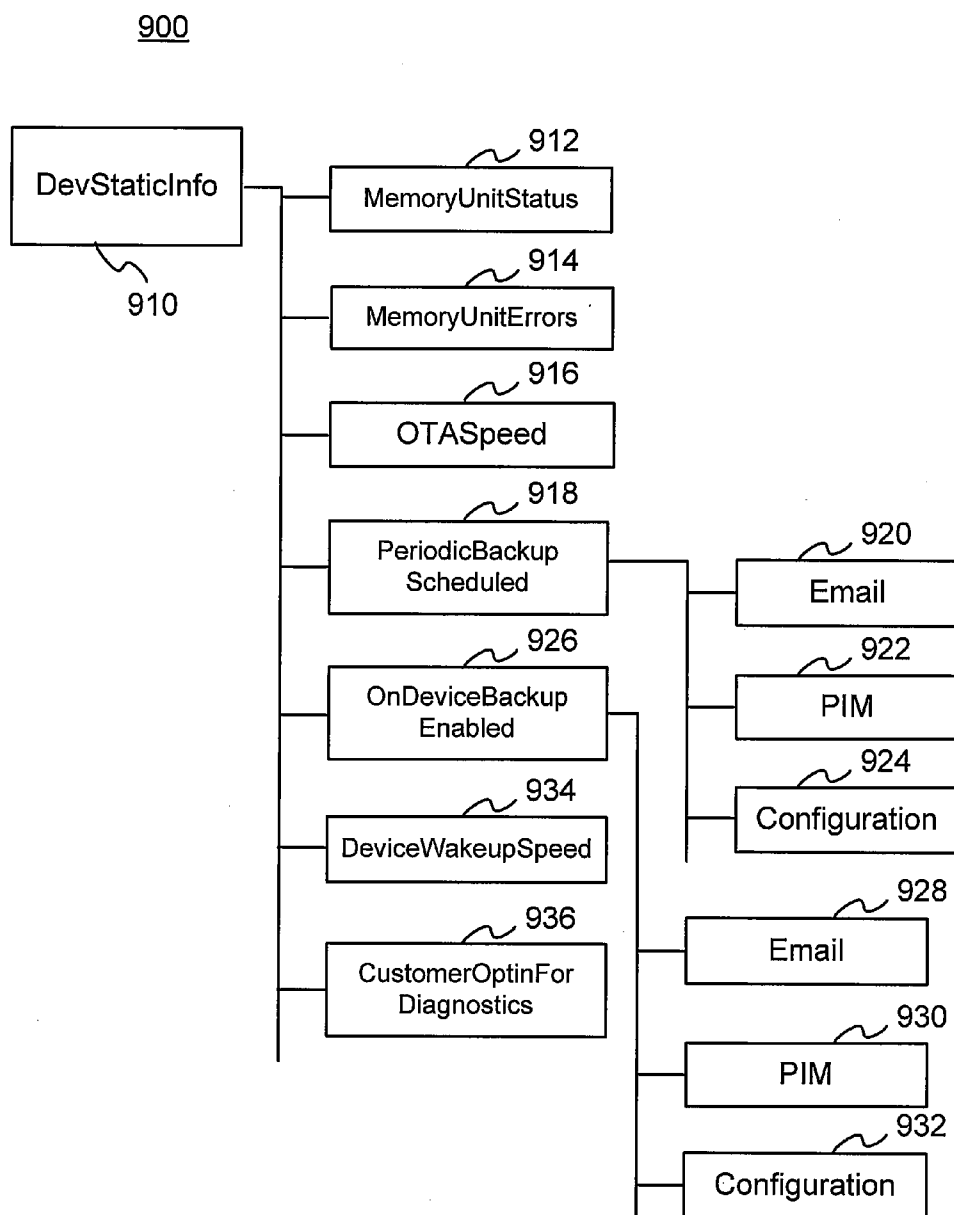 900
DevStaticInfo
910
912
MemoryUnitStatus
914
MemoryUnitErrors
916
OTASpeed
918
PeriodicBackup
Scheduled
920
Email
922
PIM
924
Configuration
926
OnDeviceBackup
Enabled
928
Email
930
PIM
932
Configuration
934
DeviceWakeupSpeed
936
CustomerOptinFor
Diagnostics